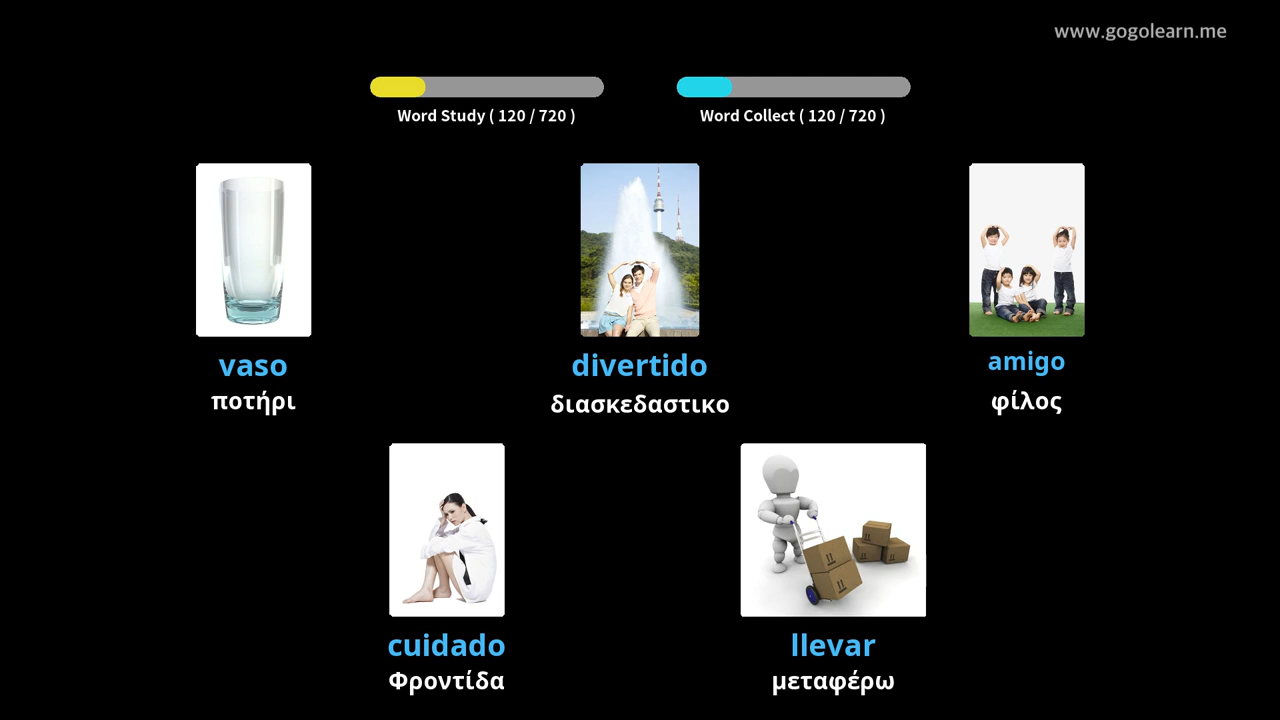 www.gogolearn.me
Word Study ( 120 / 720 )
Word Collect ( 120 / 720 )
vaso
ποτήρι
divertido
διασκεδαστικο
amigo
φίλος
cuidado
Φροντίδα
llevar
μεταφέρω